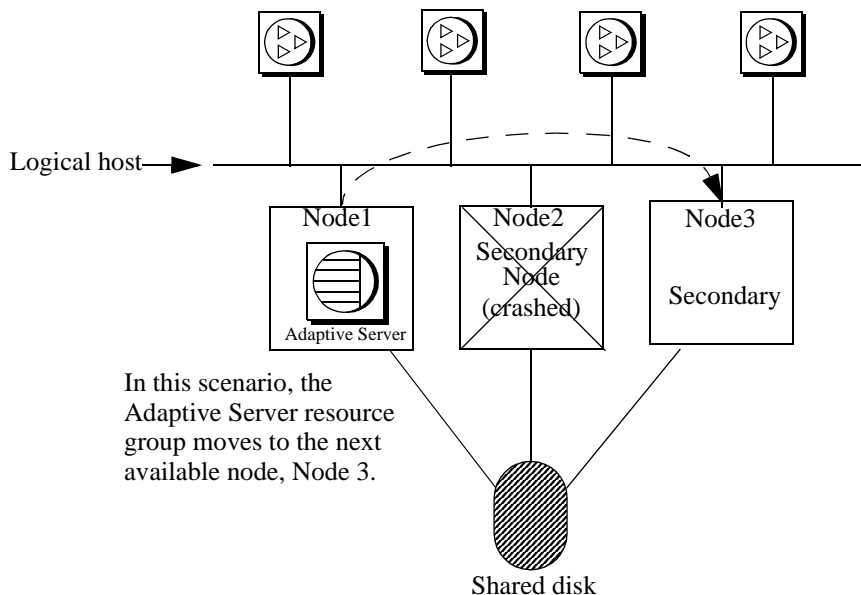 Logical host
Node1
Node2
Node3
Secondary
Node
(crashed)
Secondary
Adaptive Server
In this scenario, the
Adaptive Server resource
group moves to the next
available node, Node 3.
Shared disk